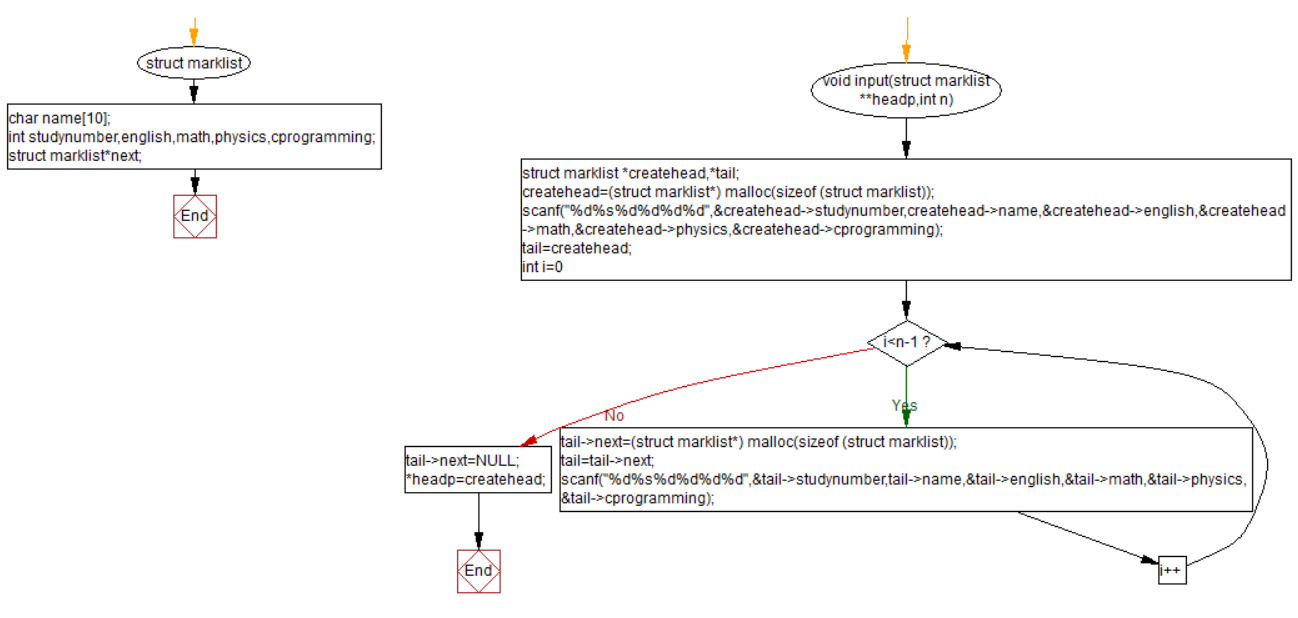 struct marklist
char name[10];
int studynumber,english,math,physics,cprogramming;
struct marklist*next;
End
void input(struct marklist
**headp,int n)
struct marklist *createhead,*tail;
createhead=(struct marklist*) malloc(sizeof (struct marklist));
scanf("%d%s%d%d%d%d",&createhead->studynumber,createhead->name,&createhead->english,&createhead
->math,&createhead->physics,&createhead->cprogramming);
tail=createhead;
int i=0
i<n-1 ?
No
Yes
tail->next=NULL;
*headp=createhead;
End
tail->next=(struct marklist*) malloc(sizeof (struct marklist));
tail=tail->next;
scanf("%d%s%d%d%d%d",&tail->studynumber,tail->name,&tail->english,&tail->math,&tail->physics,
&tail->cprogramming);
i++